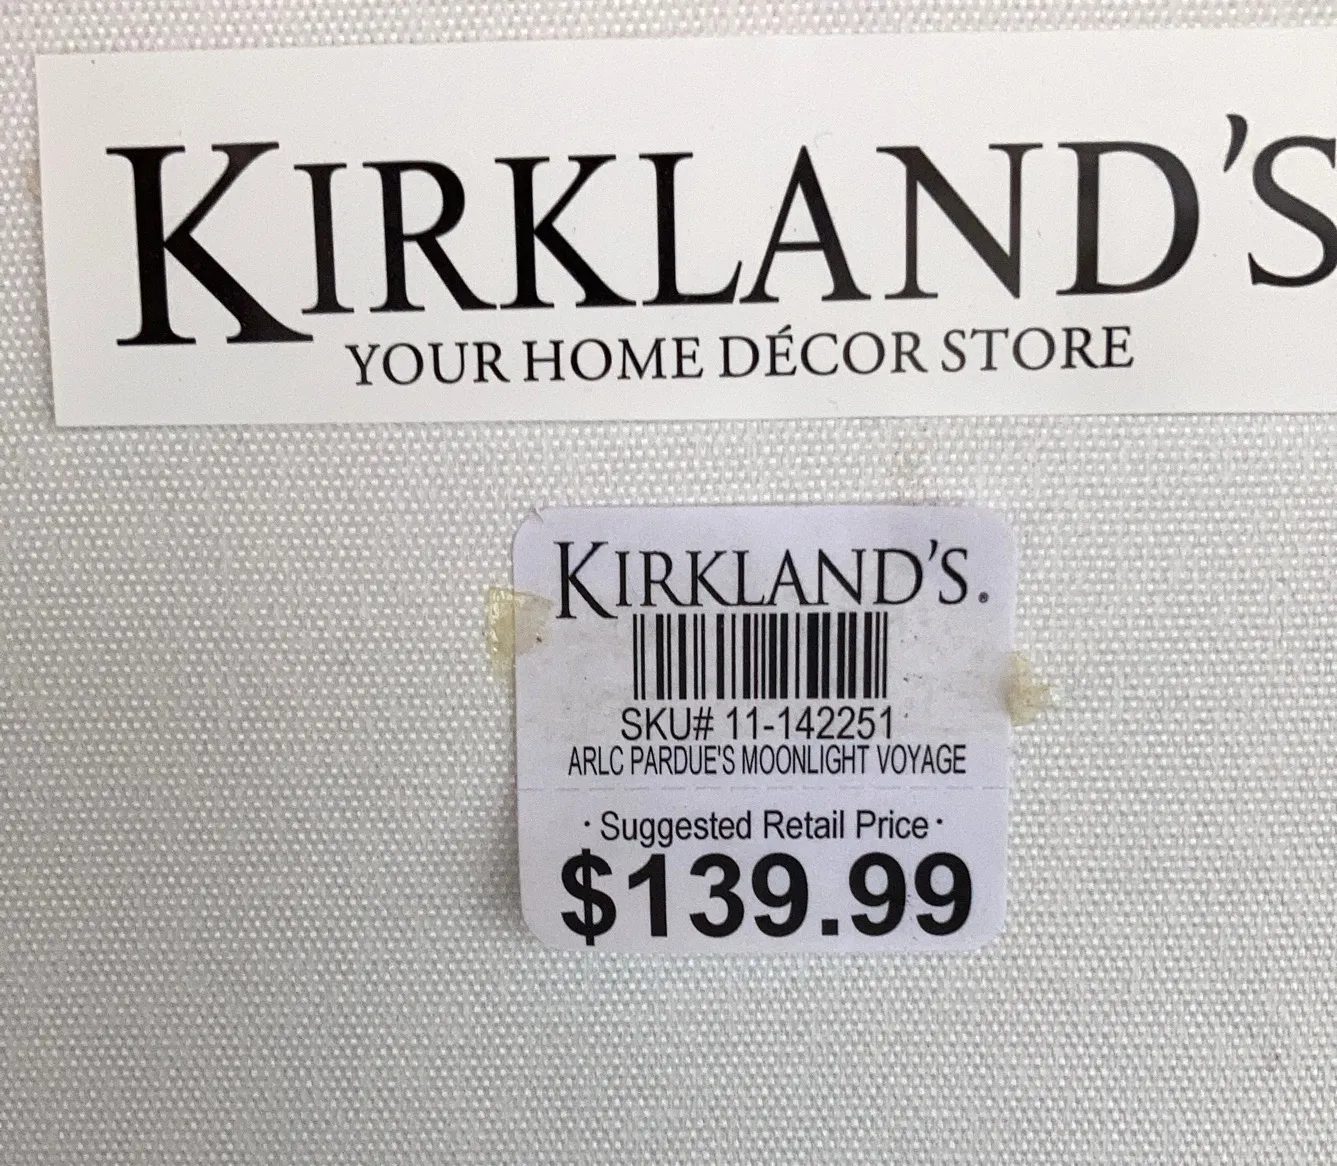 KIRKLAND'S
YOUR HOME DÉCOR STORE
KIRKLAND'S.®
SKU# 11-142251
ARLC PARDUE'S MOONLIGHT VOYAGE
· Suggested Retail Price ·
$139.99